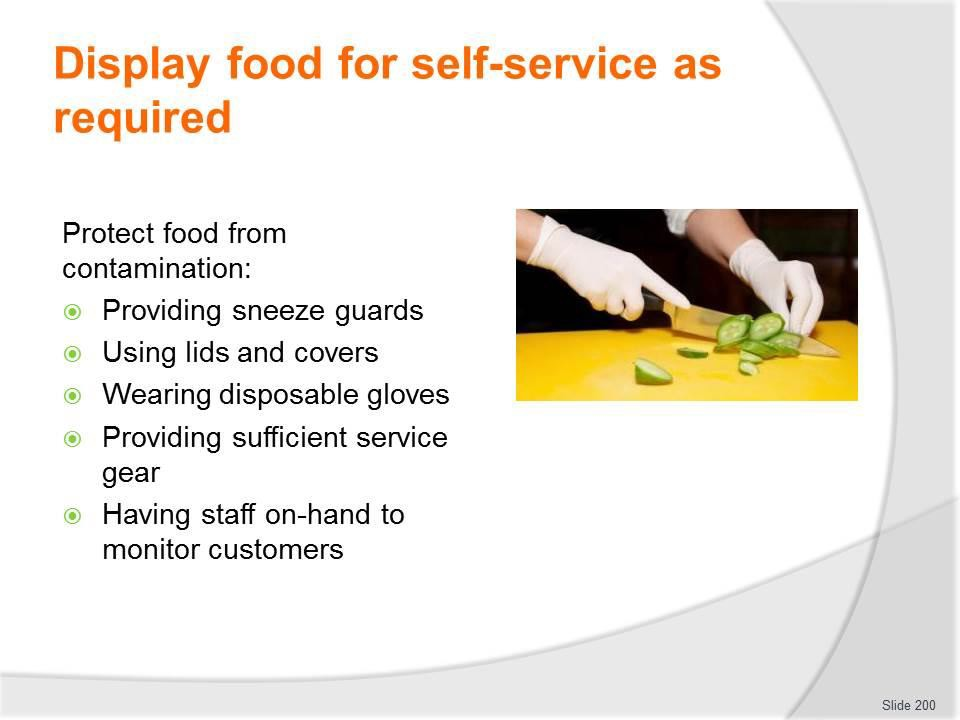 Display food for self-service as
required
Protect food from
contamination:
Providing sneeze guards
Using lids and covers
Wearing disposable gloves
Providing sufficient service
gear
Having staff on-hand to
monitor customers
Slide 200